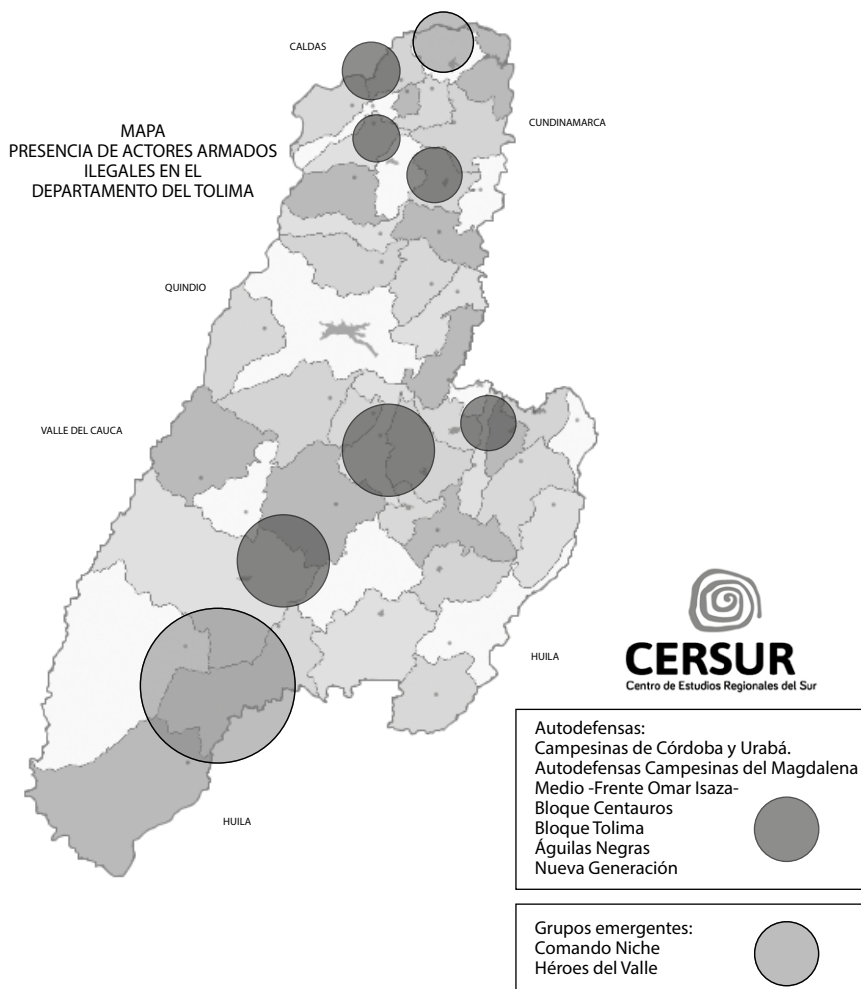 CALDAS
CUNDINAMARCA
MAPA
PRESENCIA DE ACTORES ARMADOS
ILEGALES EN EL
DEPARTAMENTO DEL TOLIMA
QUINDIO
VALLE DEL CAUCA
HUILA
CERSUR
Centro de Estudios Regionales del Sur
HUILA
Autodefensas:
Campesinas de Córdoba y Urabá.
Autodefensas Campesinas del Magdalena
Medio -Frente Omar Isaza-
Bloque Centauros
Bloque Tolima
Águilas Negras
Nueva Generación
Grupos emergentes:
Comando Niche
Héroes del Valle